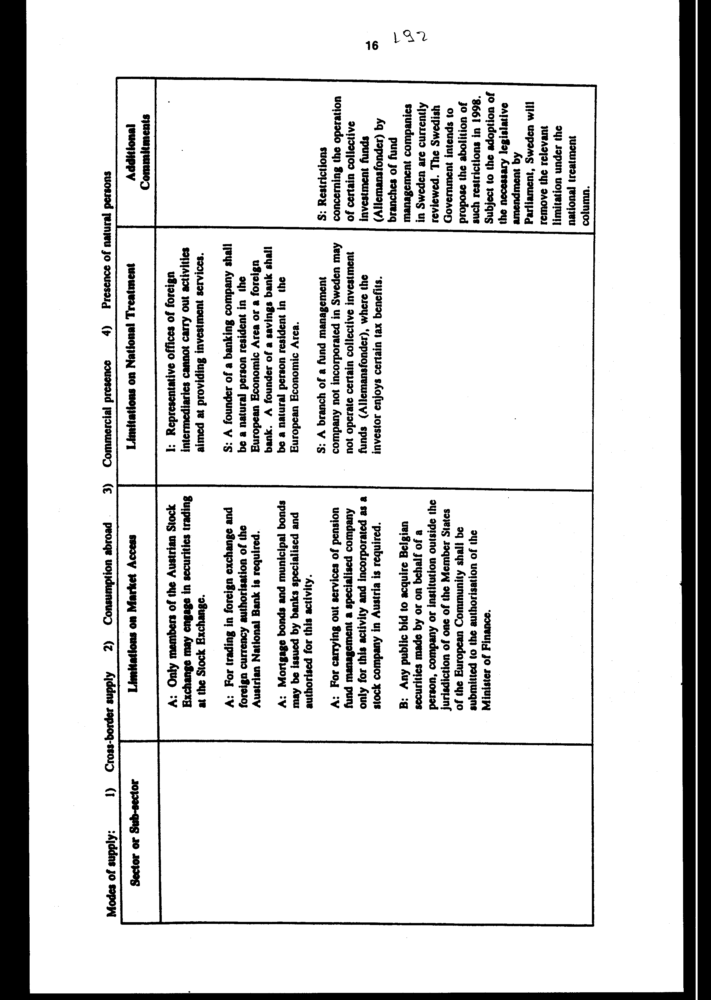 16
Modes of supply: 1) Cross-border supply 2) Consumption abroad 3) Commercial presence 4) Presence of natural persons
Sector or Sub-sector
Limitations on Market Access
Limitations on National Treatment
Additional
Commitments
A: Only members of the Austrian Stock
Exchange may engage in securities trading
at the Stock Exchange.
A: For trading in foreign exchange and
foreign currency authorisation of the
Austrian National Bank is required.
A: Mortgage bonds and municipal bonds
may be issued by banks specialised and
authorised for this activity.
A: For carrying out services of pension
fund management a specialised company
only for this activity and incorporated as a
stock company in Austria is required.
B: Any public bid to acquire Belgian
securities made by or on behalf of a
person, company or institution outside the
jurisdiction of one of the Member States
of the European Community shall be
submitted to the authorisation of the
Minister of Finance.
I: Representative offices of foreign
intermediaries cannot carry out activities
aimed at providing investment services.
S: A founder of a banking company shall
be a natural person resident in the
European Economic Area or a foreign
bank. A founder of a savings bank shall
be a natural person resident in the
European Economic Area.
S: A branch of a fund management
company not incorporated in Sweden may
not operate certain collective investment
funds (Allemansfonder), where the
investor enjoys certain tax benefits.
S: Restrictions
concerning the operation
of certain collective
investment funds
(Allemansfonder) by
branches of fund
management companies
in Sweden are currently
reviewed. The Swedish
Government intends to
propose the abolition of
such restrictions in 1998.
Subject to the adoption of
the necessary legislative
amendment by
Parliament, Sweden will
remove the relevant
limitation under the
national treatment
column.